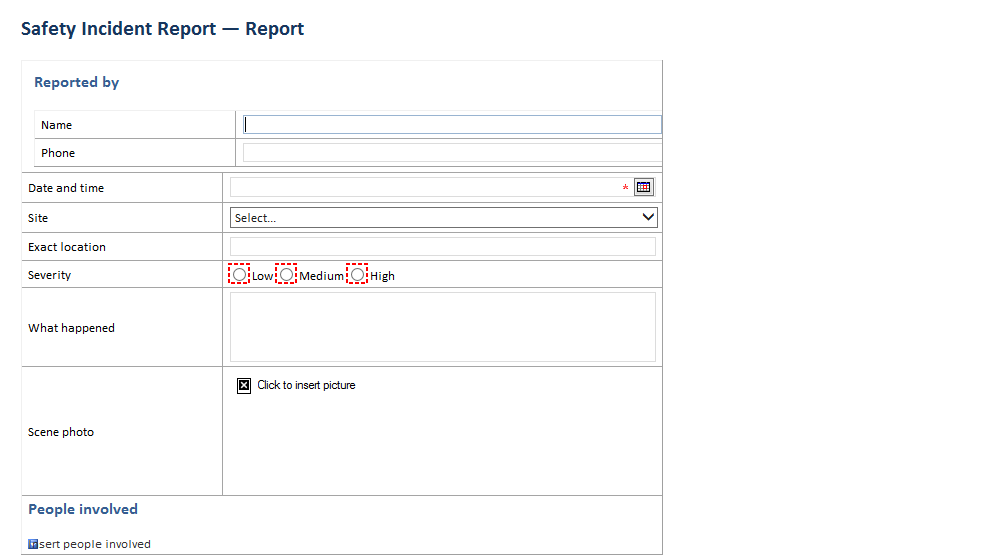 Safety Incident Report — Report
Reported by
Name
Phone
Date and time
*
Site
Select...
Exact location
Severity
Low Medium High
What happened
Click to insert picture
Scene photo
People involved
sert people involved